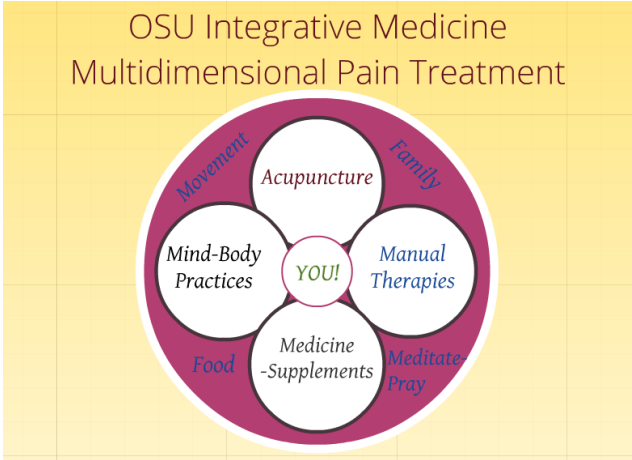 OSU Integrative Medicine
Multidimensional Pain Treatment
Movement
Family
Acupuncture
Mind-Body
Practices
YOU!
Manual
Therapies
Food
Medicine
-Supplements
Meditate-
Pray